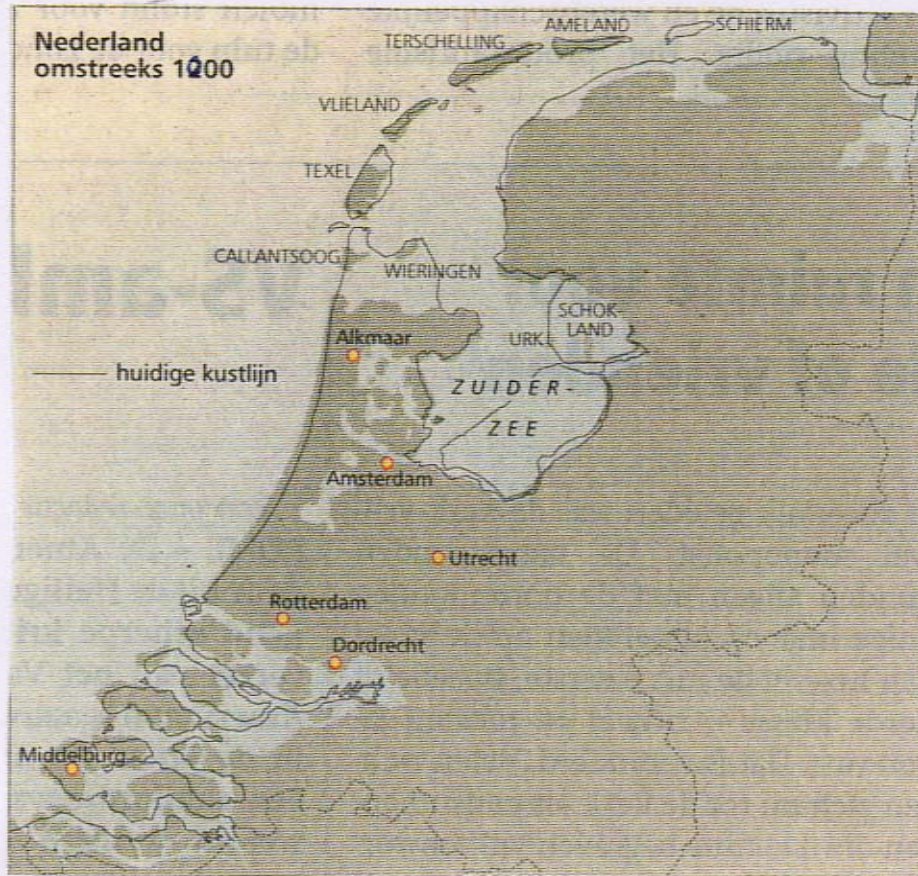 Nederland
omstreeks
AMELAND
SCHIERM.
TERSCHELLING
VLIELAND
TEXEL
CALLANTSOOG
WIERINGEN
SCHOK-
LAND
URK
Alkmaar
huidige kustlijn
ZUIDER-
ZEE
Amsterdam
Utrecht
Rotterdam
Dordrecht
Middelburg